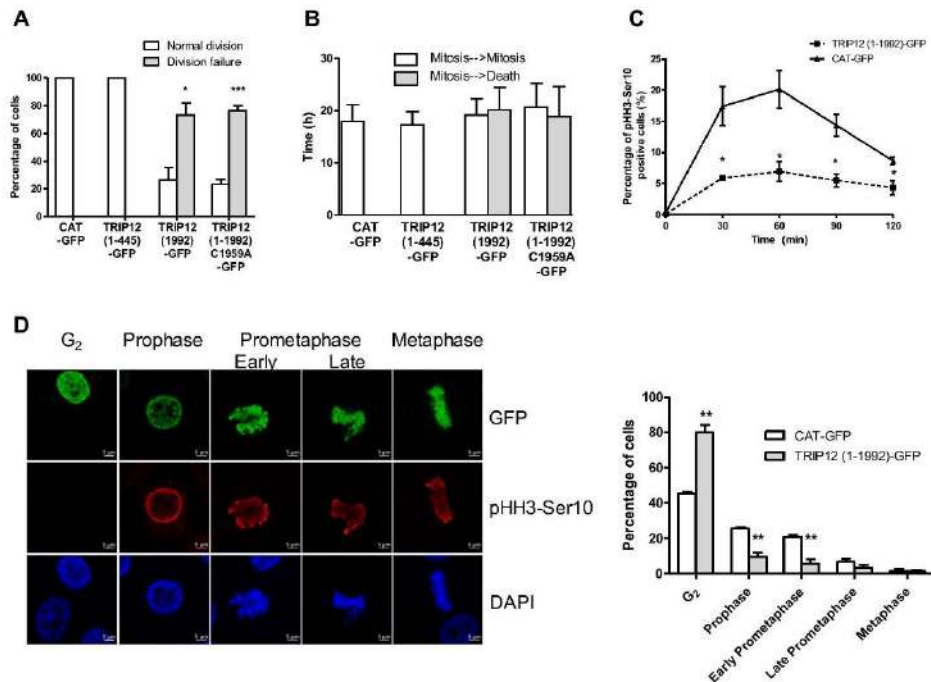 A
Normal division
Division failure
Percentage of cells
100
80
60
40
20
0
*
***
CAT
-GFP
TRIP12
(1-445)
-GFP
TRIP12
(1992)
-GFP
TRIP12
(1-1992)
C1959A
-GFP
B
Mitosis-->Mitosis
Mitosis-->Death
Time (h)
30
20
10
0
CAT
-GFP
TRIP12
(1-445)
-GFP
TRIP12
(1992)
-GFP
TRIP12
(1-1992)
C1959A
-GFP
C
TRIP12 (1-1992)-GFP
CAT-GFP
Percentage of pHH3-Ser10
positive cells (%)
25
20
15
10
5
0
*
*
*
*
0
30
60
90
120
Time (min)
D
G2
Prophase
Prometaphase
Early
Late
Metaphase
GFP
pHH3-Ser10
DAPI
Percentage of cells
100
80
60
40
20
0
**
**
**
CAT-GFP
TRIP12 (1-1992)-GFP
G2
Prophase
Early Prometaphase
Late Prometaphase
Metaphase